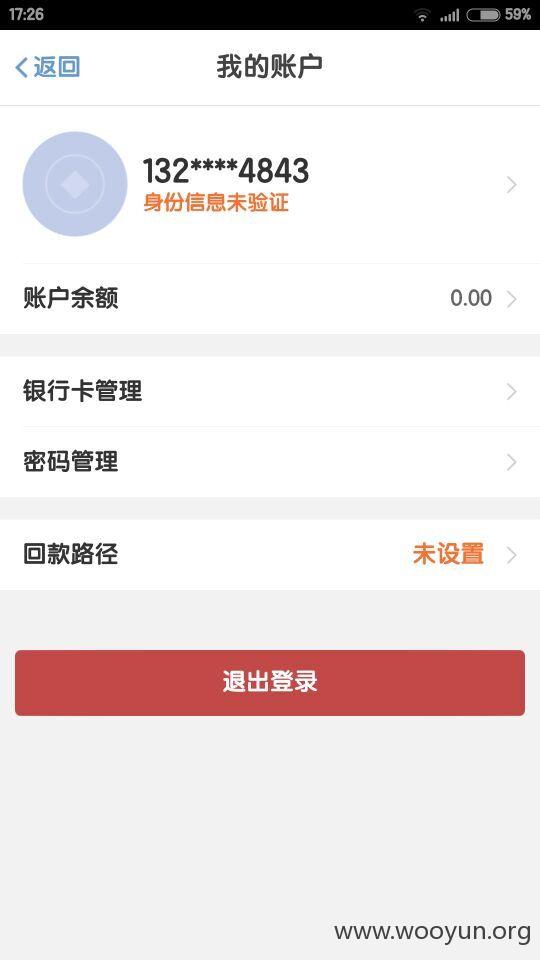 17:26 59%
返回 我的账户
132****4843
身份信息未验证
账户余额 0.00
银行卡管理
密码管理
回款路径 未设置
退出登录
www.wooyun.org